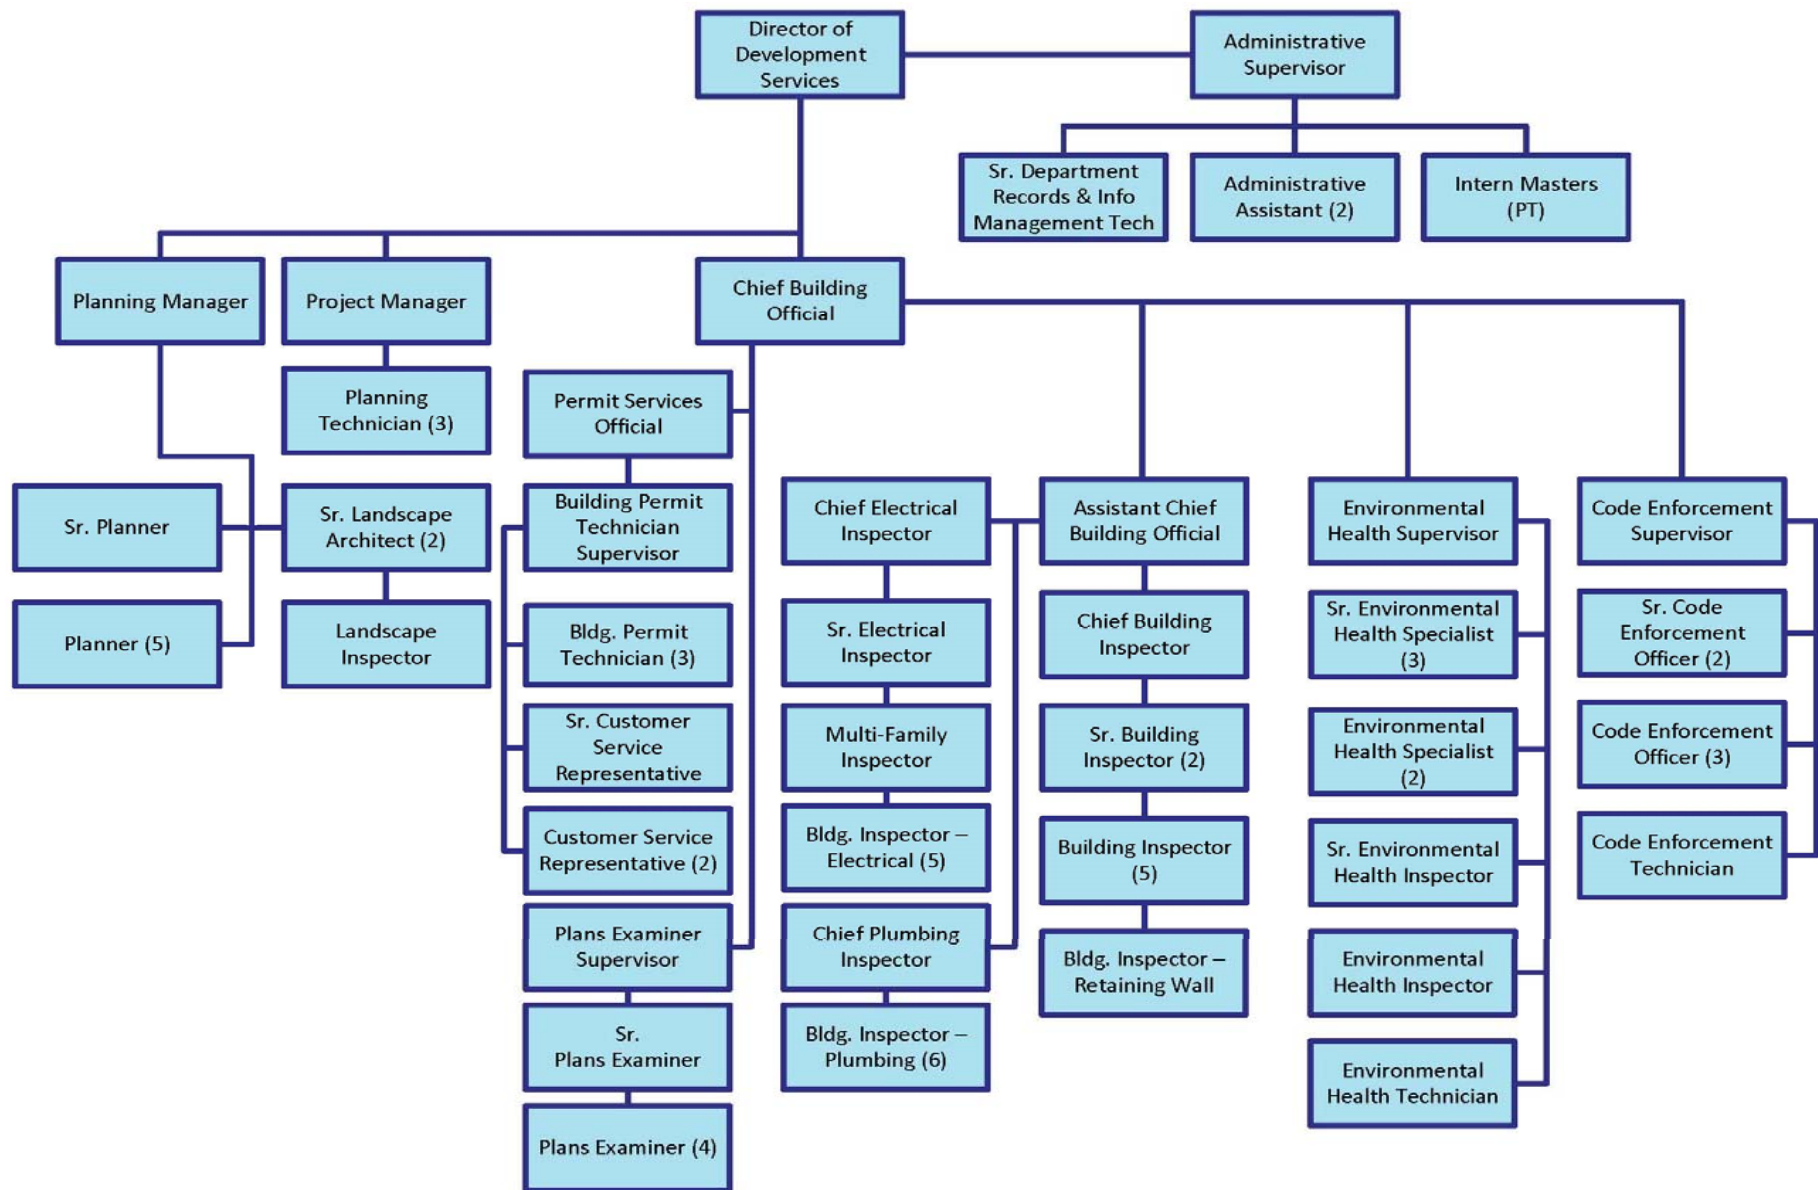 Director of
Development
Services
Administrative
Supervisor
Sr. Department
Records & Info
Management Tech
Administrative
Assistant (2)
Intern Masters
(PT)
Planning Manager
Project Manager
Chief Building
Official
Planning
Technician (3)
Permit Services
Official
Sr. Planner
Sr. Landscape
Architect (2)
Building Permit
Technician
Supervisor
Chief Electrical
Inspector
Assistant Chief
Building Official
Environmental
Health Supervisor
Code Enforcement
Supervisor
Planner (5)
Landscape
Inspector
Bldg. Permit
Technician (3)
Sr. Electrical
Inspector
Chief Building
Inspector
Sr. Environmental
Health Specialist
(3)
Sr. Code
Enforcement
Officer (2)
Sr. Customer
Service
Representative
Multi-Family
Inspector
Sr. Building
Inspector (2)
Environmental
Health Specialist
(2)
Code Enforcement
Officer (3)
Customer Service
Representative (2)
Bldg. Inspector –
Electrical (5)
Building Inspector
(5)
Sr. Environmental
Health Inspector
Code Enforcement
Technician
Plans Examiner
Supervisor
Chief Plumbing
Inspector
Bldg. Inspector –
Retaining Wall
Environmental
Health Inspector
Sr.
Plans Examiner
Bldg. Inspector –
Plumbing (6)
Environmental
Health Technician
Plans Examiner (4)